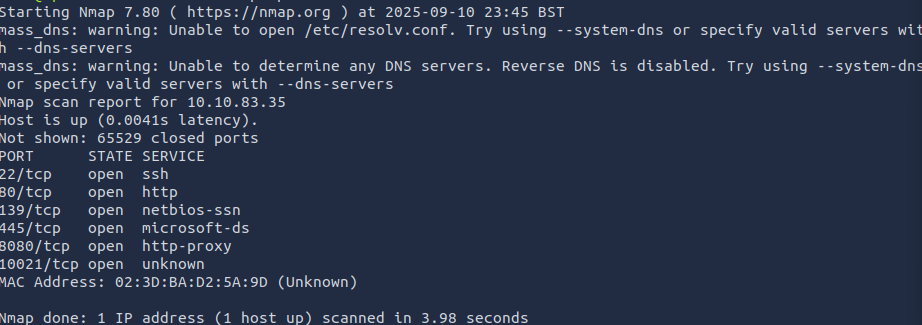 Starting Nmap 7.80 ( https://nmap.org ) at 2025-09-10 23:45 BST
mass_dns: warning: Unable to open /etc/resolv.conf. Try using --system-dns or specify valid servers wit
h --dns-servers
mass_dns: warning: Unable to determine any DNS servers. Reverse DNS is disabled. Try using --system-dns
 or specify valid servers with --dns-servers
Nmap scan report for 10.10.83.35
Host is up (0.0041s latency).
Not shown: 65529 closed ports
PORT      STATE SERVICE
22/tcp    open  ssh
80/tcp    open  http
139/tcp   open  netbios-ssn
445/tcp   open  microsoft-ds
8080/tcp  open  http-proxy
10021/tcp open  unknown
MAC Address: 02:3D:BA:D2:5A:9D (Unknown)
Nmap done: 1 IP address (1 host up) scanned in 3.98 seconds